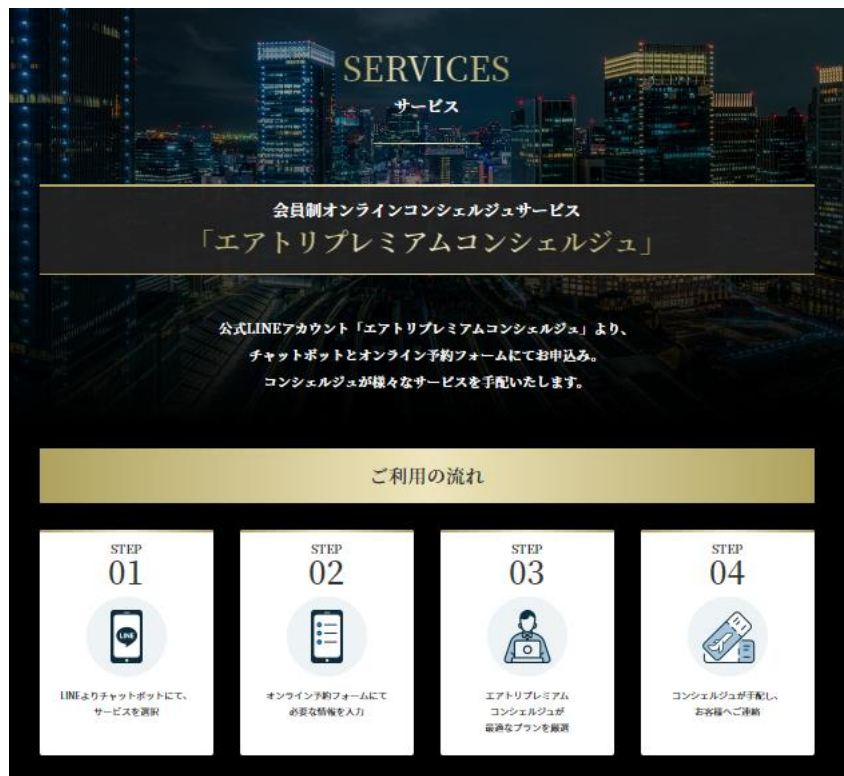 SERVICES
サービス
会員制オンラインコンシェルジュサービス
「エアトリプレミアムコンシェルジュ」
公式LINEアカウント「エアトリプレミアムコンシェルジュ」より、
チャットボットとオンライン予約フォームにてお申込み。
コンシェルジュが様々なサービスを手配いたします。
ご利用の流れ
STEP
01
LINE
LINEよりチャットボットにて、
サービスを選択
STEP
02
オンライン予約フォームにて
必要な情報を入力
STEP
03
エアトリプレミアム
コンシェルジュが
最適なプランを厳選
STEP
04
コンシェルジュが手配し、
お客様へご連絡